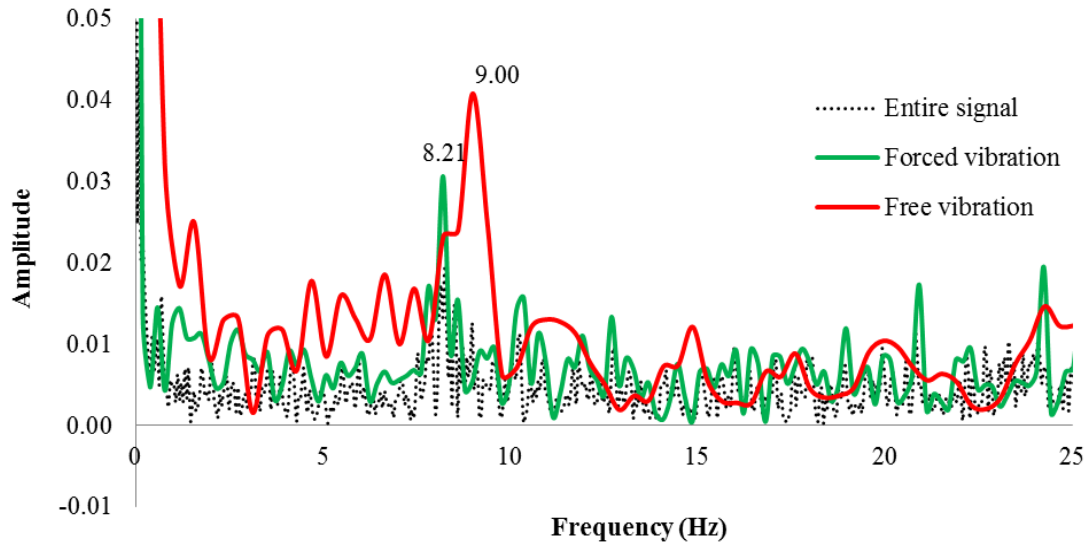 0.05
0.04
0.03
0.02
0.01
0.00
-0.01
Amplitude
9.00
8.21
Entire signal
Forced vibration
Free vibration
0 5 10 15 20 25
Frequency (Hz)